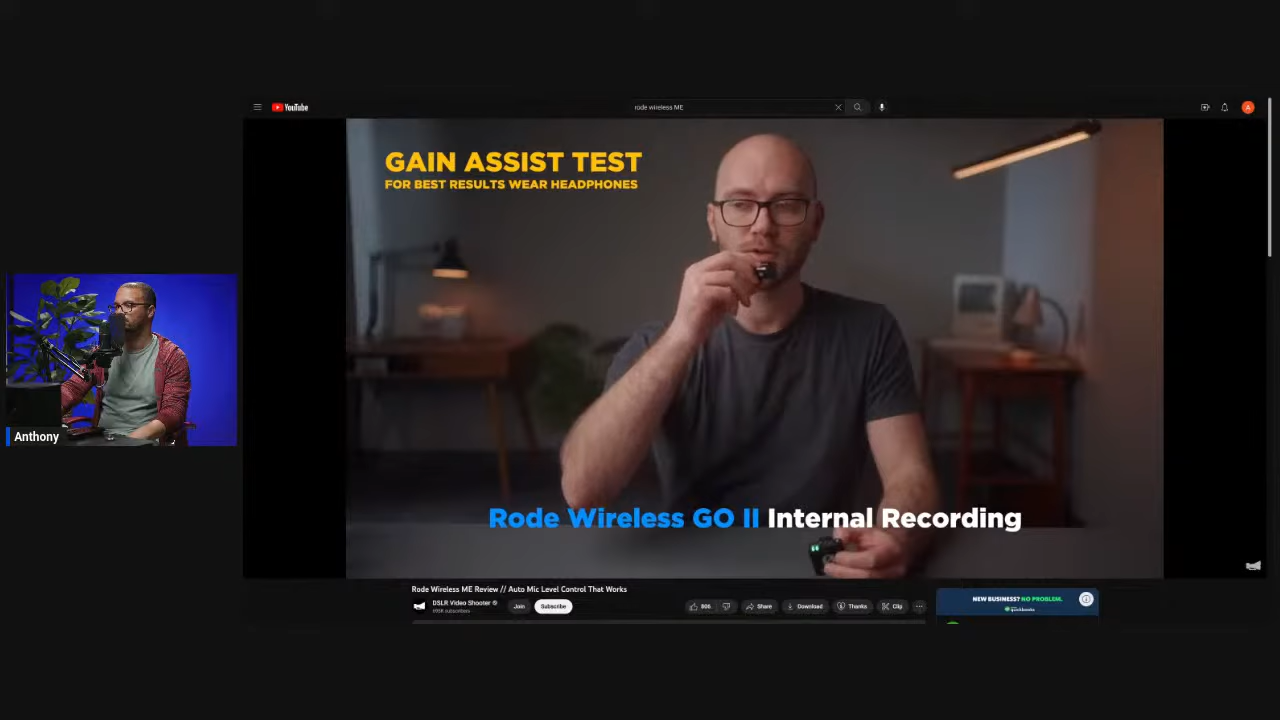 YouTube
rode wireless ME
A
GAIN ASSIST TEST
FOR BEST RESULTS WEAR HEADPHONES
Anthony
Rode Wireless GO II Internal Recording
Rode Wireless ME Review // Auto Mic Level Control That Works
DSLR Video Shooter
Join
Subscribe
806
Share
Download
Thanks
Clip
NEW BUSINESS? NO PROBLEM.
quickbooks